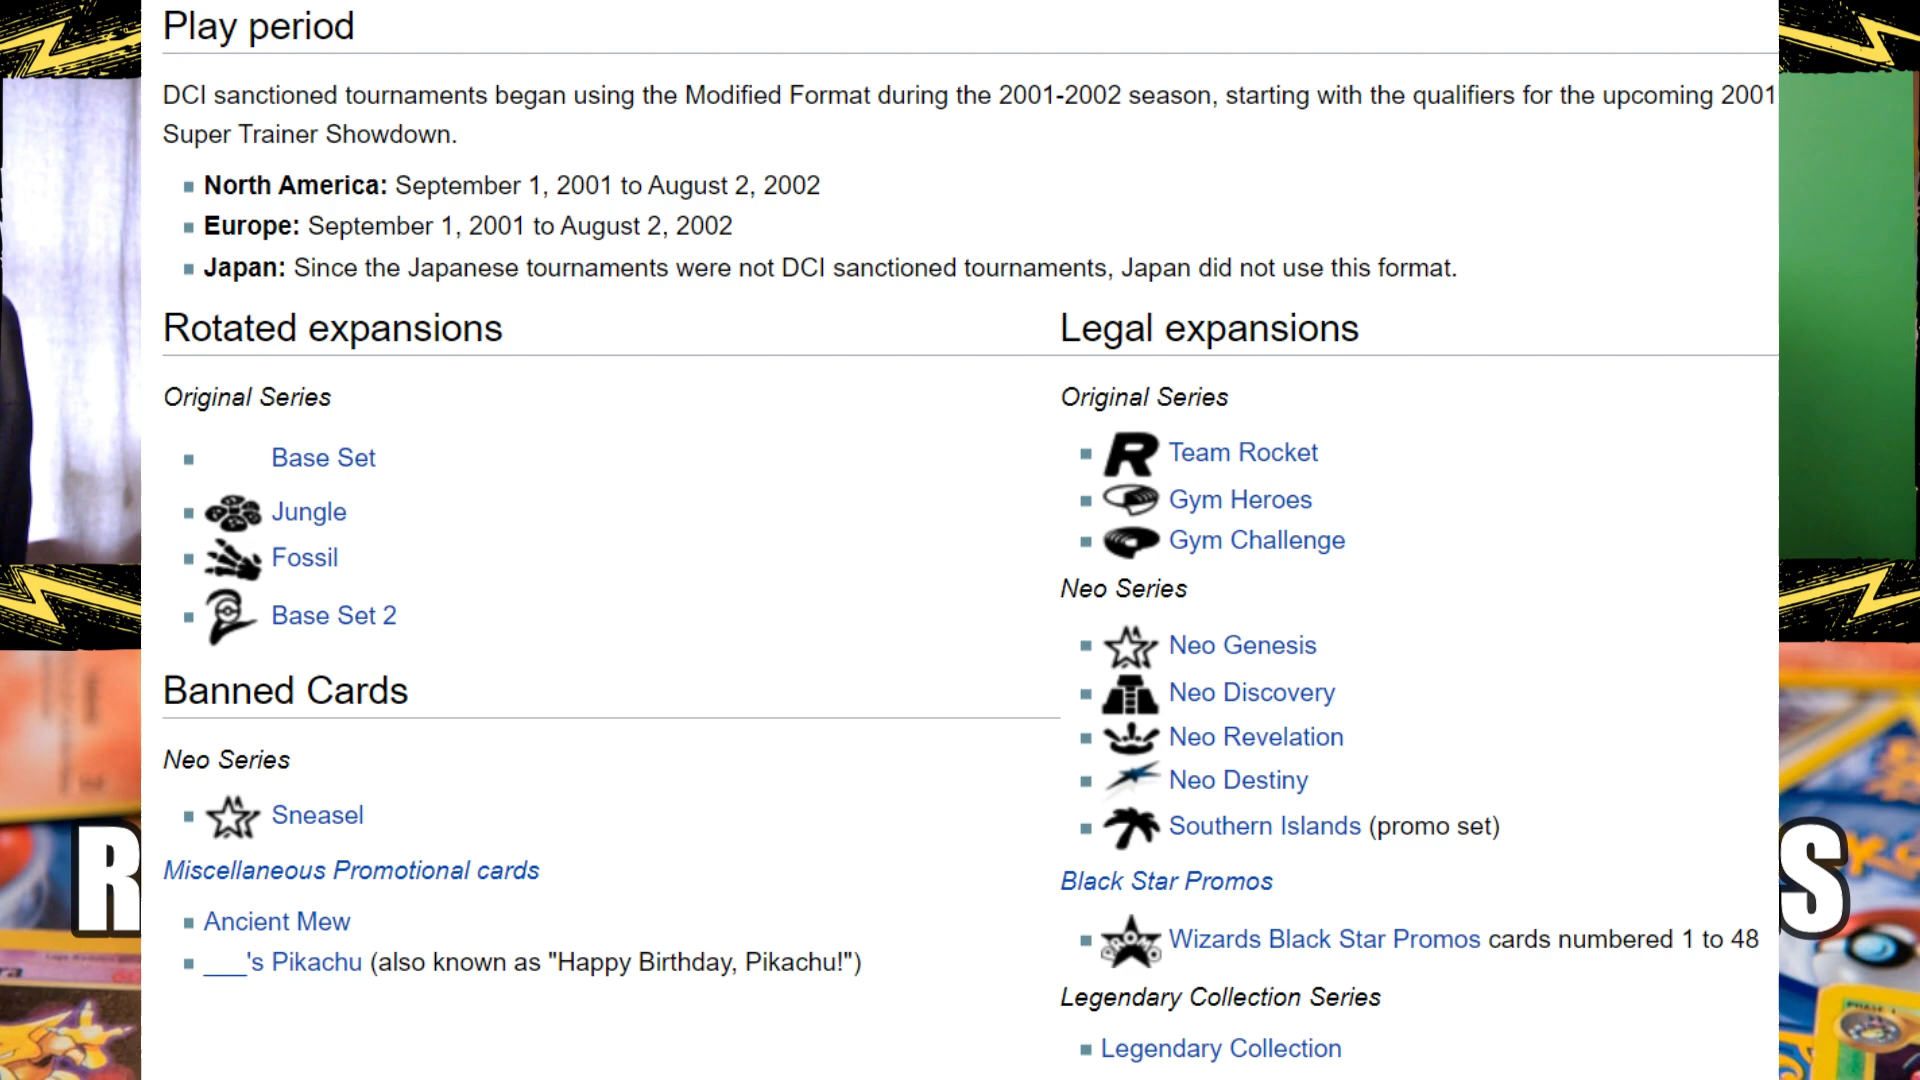 Play period
DCI sanctioned tournaments began using the Modified Format during the 2001-2002 season, starting with the qualifiers for the upcoming 2001
Super Trainer Showdown.
North America: September 1, 2001 to August 2, 2002
Europe: September 1, 2001 to August 2, 2002
Japan: Since the Japanese tournaments were not DCI sanctioned tournaments, Japan did not use this format.
Rotated expansions
Original Series
Base Set
Jungle
Fossil
Base Set 2
Banned Cards
Neo Series
Sneasel
Miscellaneous Promotional cards
Ancient Mew
___'s Pikachu (also known as "Happy Birthday, Pikachu!")
Legal expansions
Original Series
R Team Rocket
Gym Heroes
Gym Challenge
Neo Series
Neo Genesis
Neo Discovery
Neo Revelation
Neo Destiny
Southern Islands (promo set)
Black Star Promos
PROMO Wizards Black Star Promos cards numbered 1 to 48
Legendary Collection Series
Legendary Collection
R
S